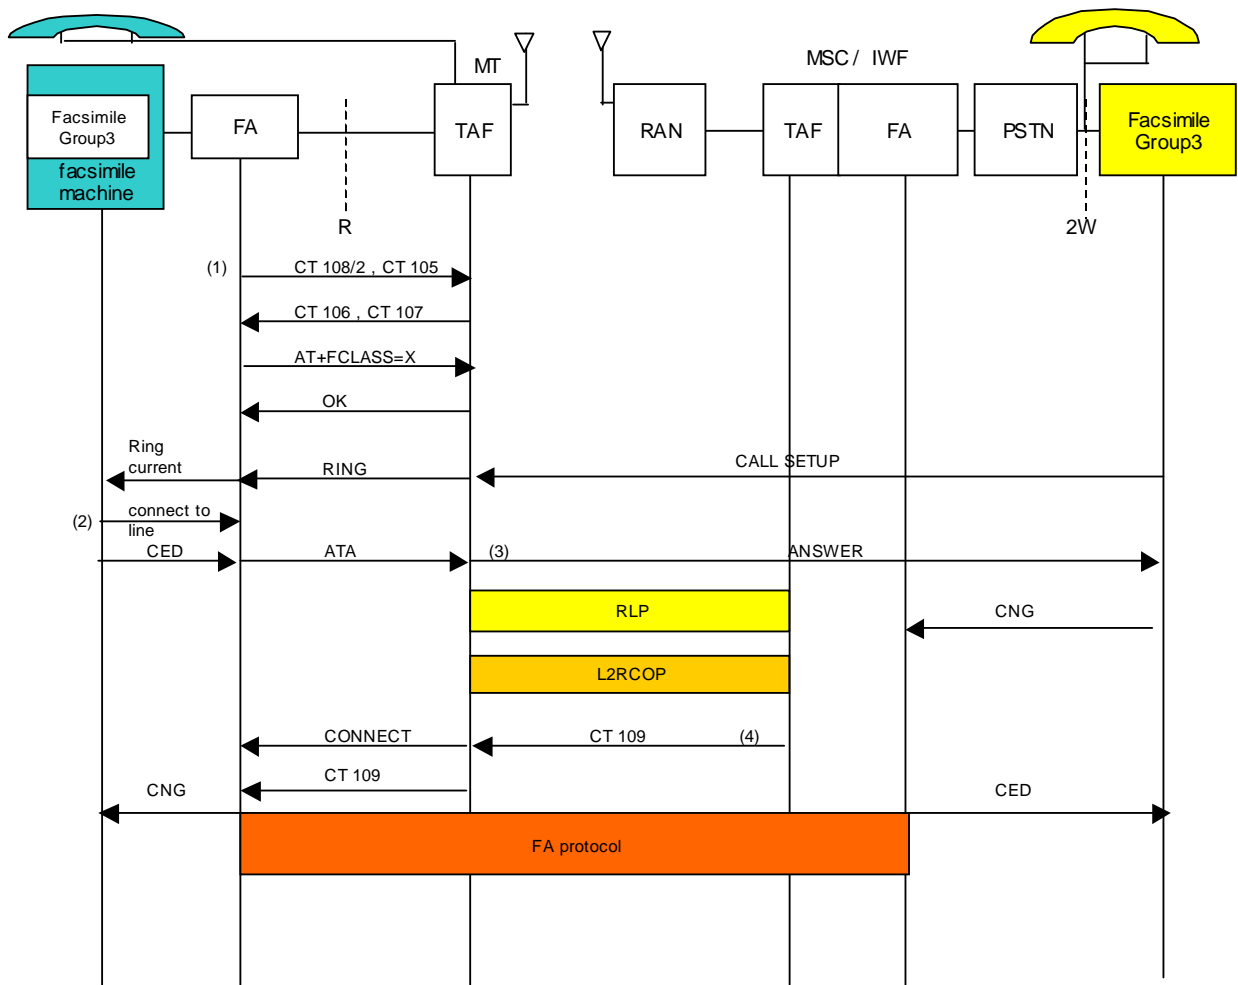 MT
MSC / IWF
Facsimile
Group3
facsimile
machine
FA
TAF
RAN
TAF
FA
PSTN
Facsimile
Group3
R
2W
(1)
CT 108/2 , CT 105
CT 106 , CT 107
AT+FCLASS=X
OK
Ring
current
RING
CALL SETUP
(2)
connect to
line
CED
ATA
(3)
ANSWER
RLP
CNG
L2RCOP
CONNECT
CT 109
(4)
CT 109
CNG
CED
FA protocol